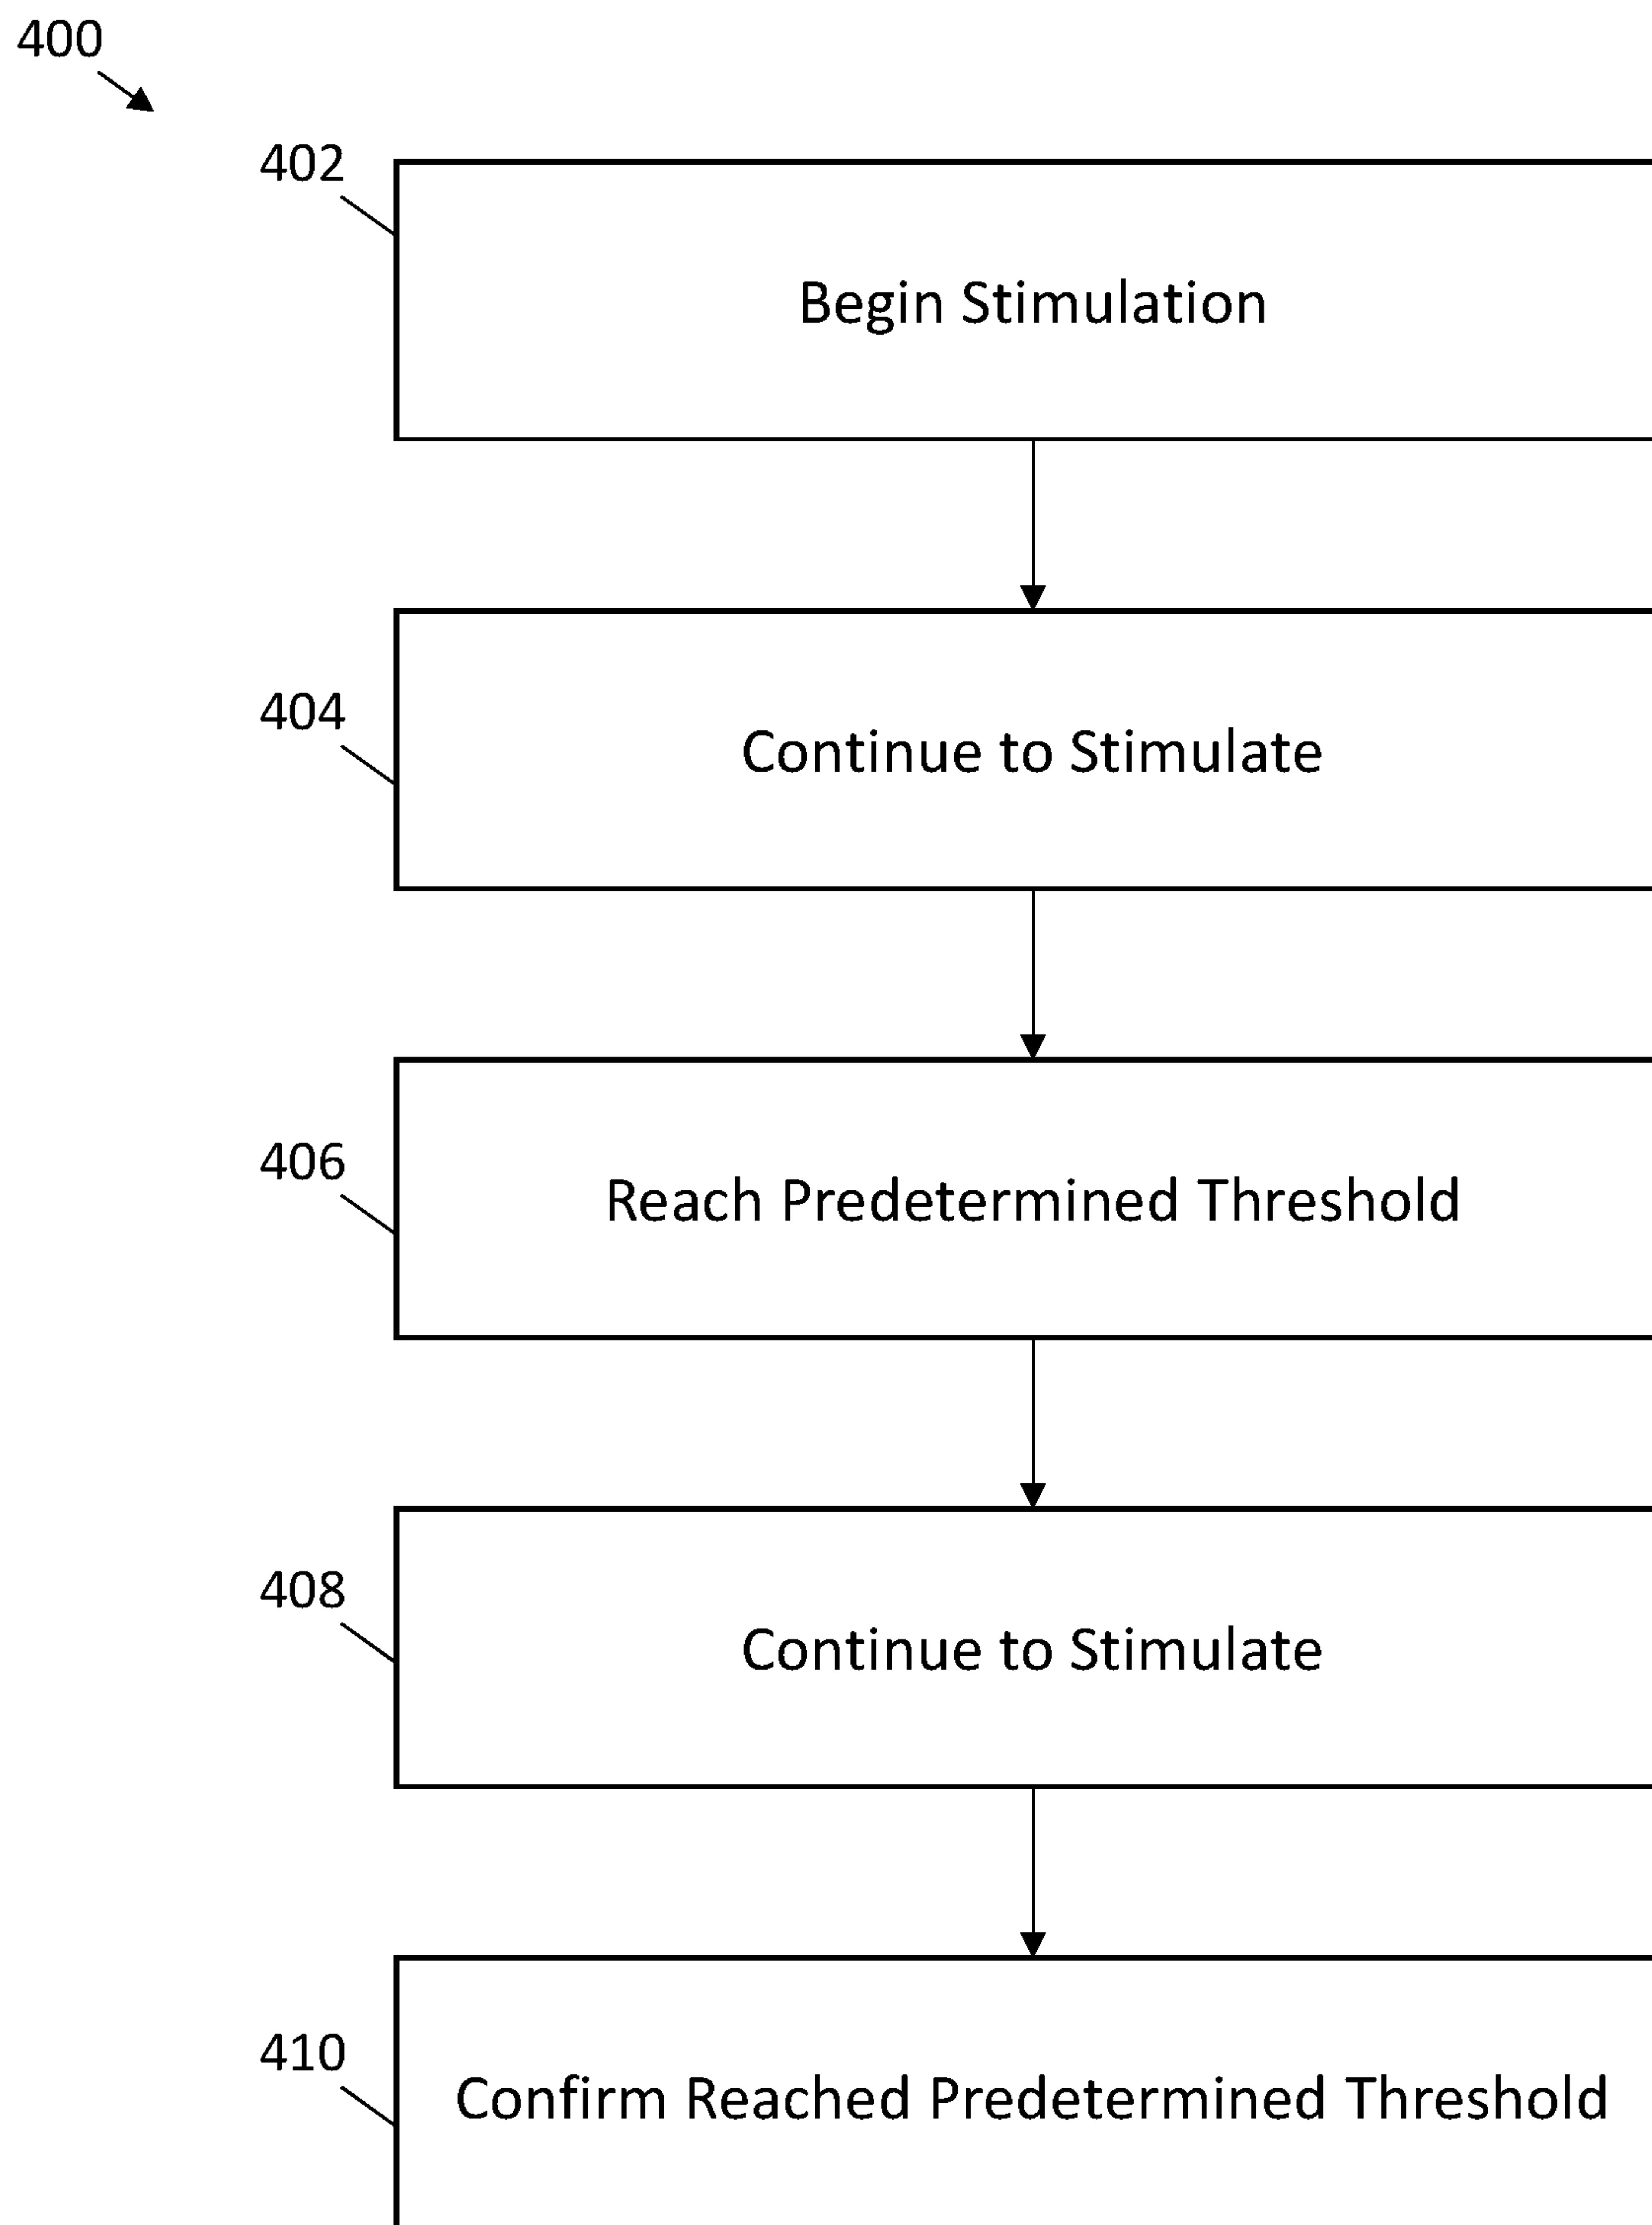 400
402
Begin Stimulation
404
Continue to Stimulate
406
Reach Predetermined Threshold
408
Continue to Stimulate
410
Confirm Reached Predetermined Threshold